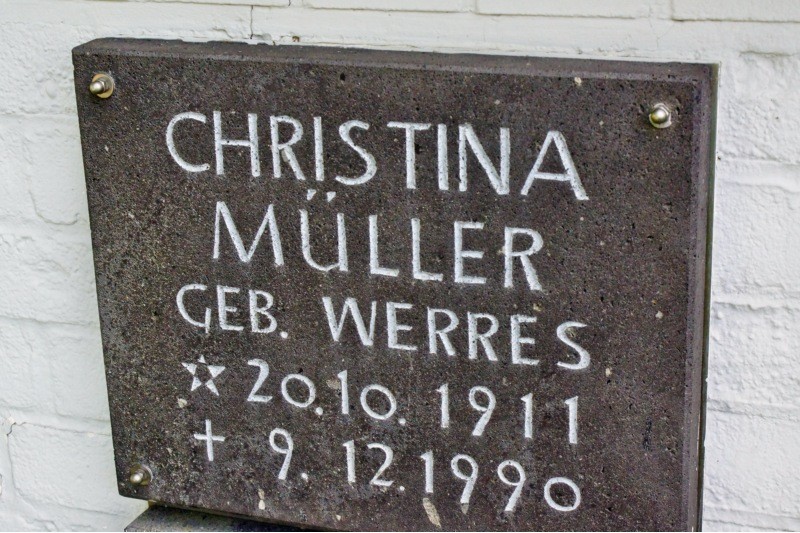 CHRISTINA
MÜLLER
GEB. WERRES
☆ 20.10.1911
+ 9.12.1990